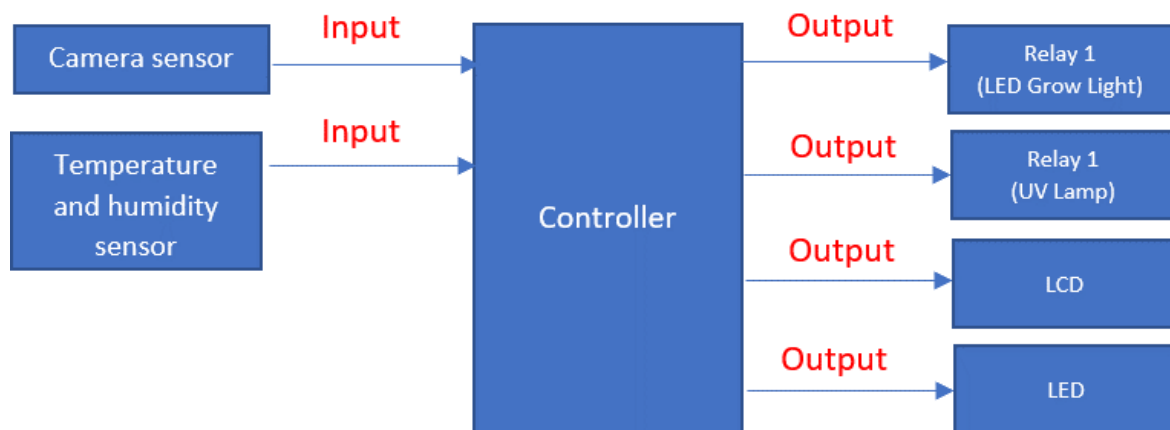 Input
Camera sensor
Input
Temperature
and humidity
sensor
Controller
Output
Relay 1
(LED Grow Light)
Output
Relay 1
(UV Lamp)
Output
LCD
Output
LED